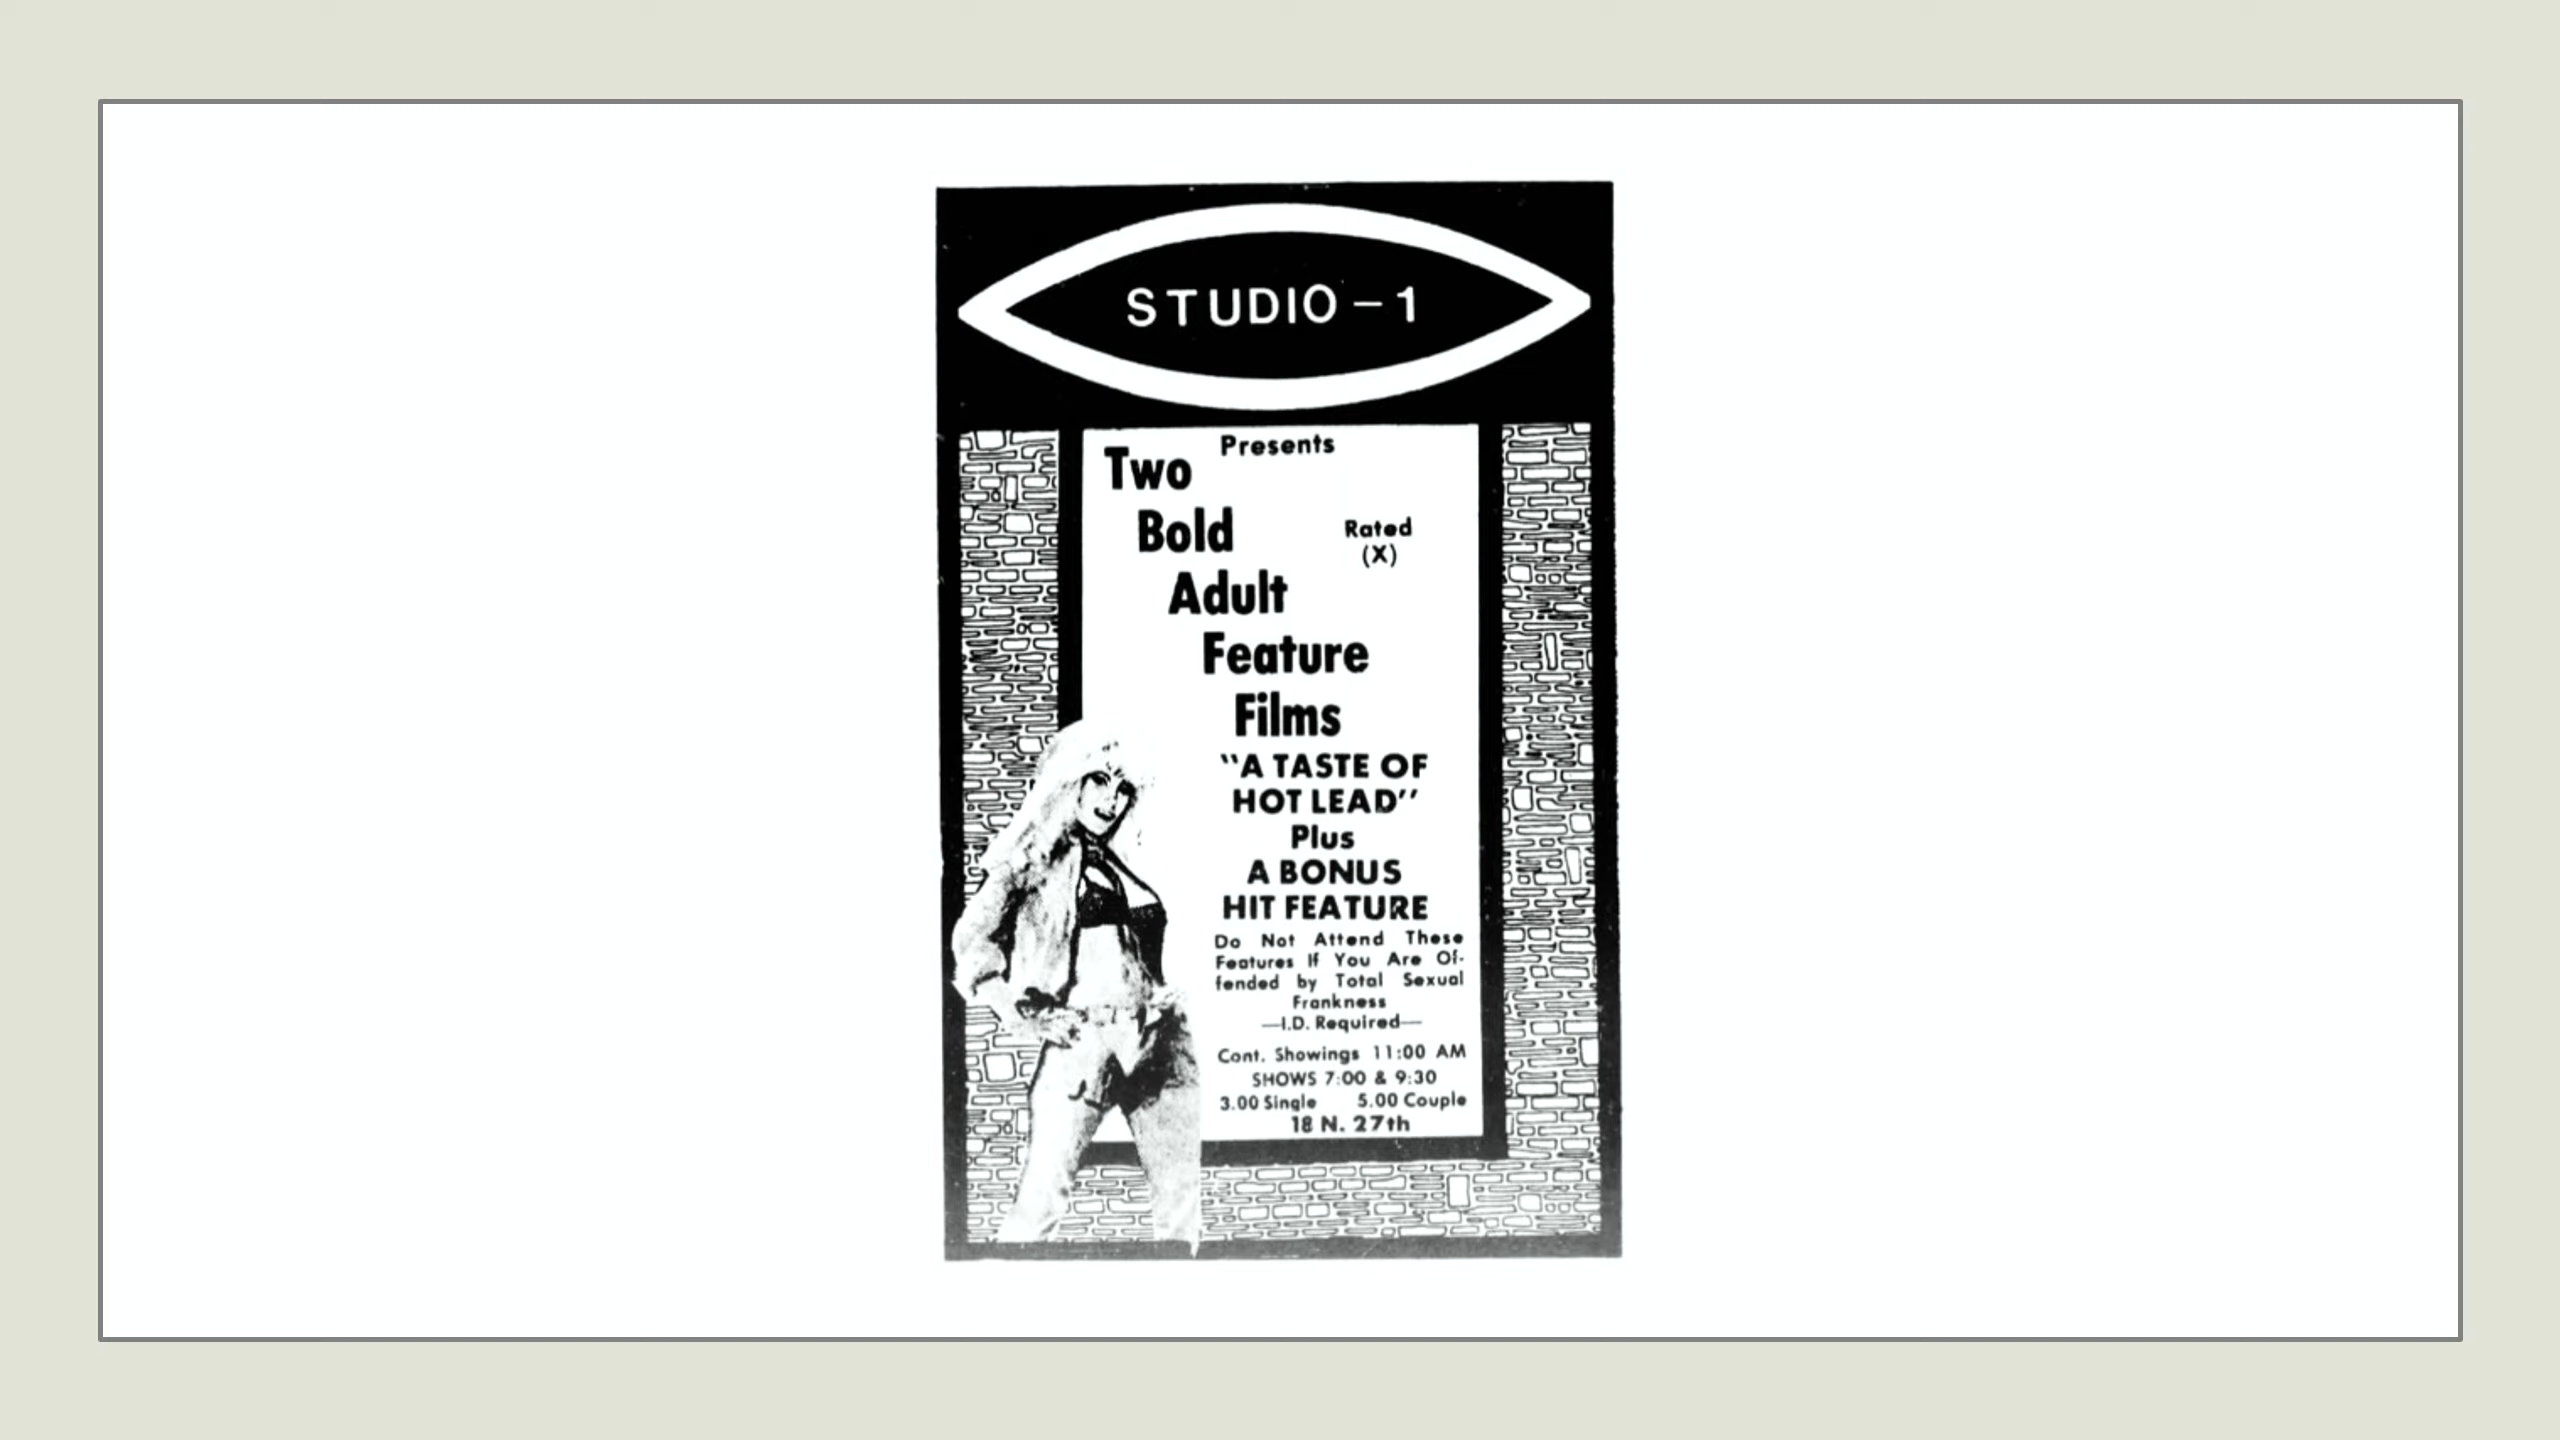 STUDIO-1
Presents
Two
Bold
Rated
(X)
Adult
Feature
Films
"A TASTE OF
HOT LEAD"
Plus
A BONUS
HIT FEATURE
Do Not Attend These
Features If You Are Of-
fended by Total Sexual
Frankness
—I.D. Required—
Cont. Showings 11:00 AM
SHOWS 7:00 & 9:30
3.00 Single 5.00 Couple
18 N. 27th